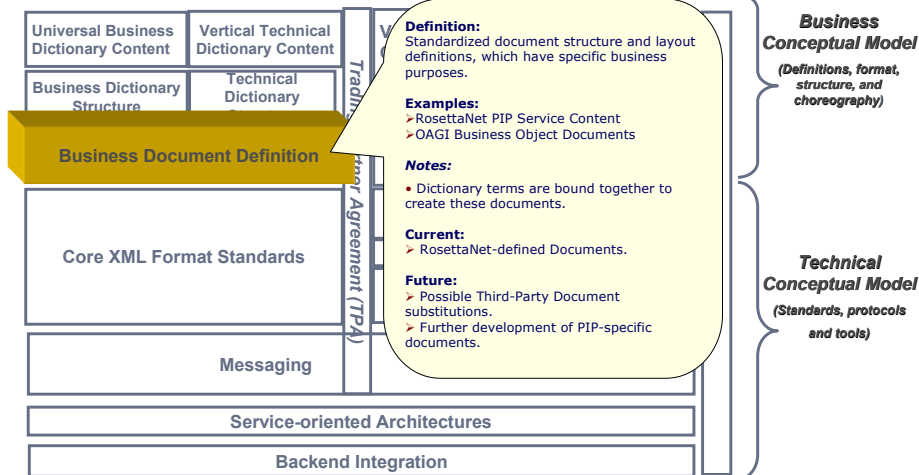 Universal Business
Dictionary Content
Vertical Technical
Dictionary Content
Business Dictionary
Structure
Technical
Dictionary
Business Document Definition
Core XML Format Standards
Agreement (TPA)
Messaging
Service-oriented Architectures
Backend Integration
Definition:
Standardized document structure and layout
definitions, which have specific business
purposes.
Examples:
➢RosettaNet PIP Service Content
➢OAGI Business Object Documents
Notes:
• Dictionary terms are bound together to
create these documents.
Current:
➢ RosettaNet-defined Documents.
Future:
➢ Possible Third-Party Document
substitutions.
➢ Further development of PIP-specific
documents.
Business
Conceptual Model
(Definitions, format,
structure, and
choreography)
Technical
Conceptual Model
(Standards, protocols
and tools)